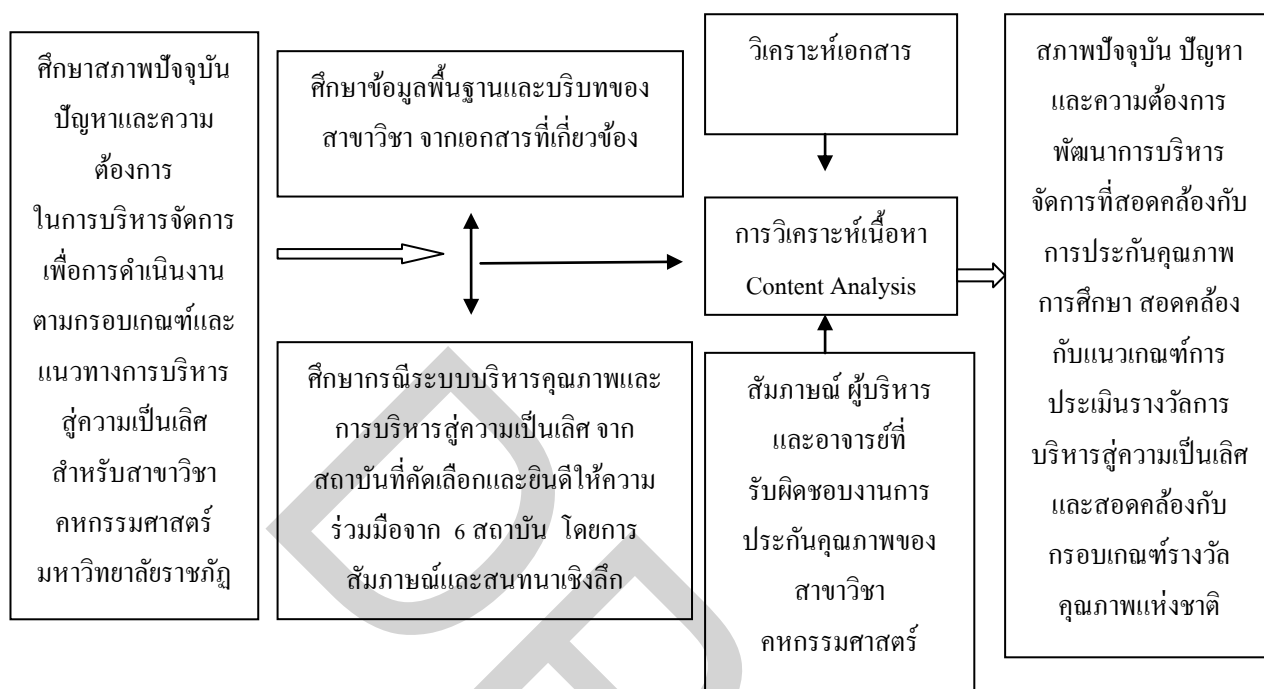 ศึกษาสภาพปัจจุบัน
ปัญหาและความ
ต้องการ
ในการบริหารจัดการ
เพื่อการดำเนินงาน
ตามกรอบเกณฑ์และ
แนวทางการบริหาร
สู่ความเป็นเลิศ
สำหรับสาขาวิชา
คหกรรมศาสตร์
มหาวิทยาลัยราชภัฏ
ศึกษาข้อมูลพื้นฐานและบริบทของ
สาขาวิชา จากเอกสารที่เกี่ยวข้อง
ศึกษากรณีระบบบริหารคุณภาพและ
การบริหารสู่ความเป็นเลิศ จาก
สถาบันที่คัดเลือกและยินดีให้ความ
ร่วมมือจาก 6 สถาบัน โดยการ
สัมภาษณ์และสนทนาเชิงลึก
วิเคราะห์เอกสาร
การวิเคราะห์เนื้อหา
Content Analysis
สัมภาษณ์ ผู้บริหาร
และอาจารย์ที่
รับผิดชอบงานการ
ประกันคุณภาพของ
สาขาวิชา
คหกรรมศาสตร์
สภาพปัจจุบัน ปัญหา
และความต้องการ
พัฒนาการบริหาร
จัดการที่สอดคล้องกับ
การประกันคุณภาพ
การศึกษา สอดคล้อง
กับแนวเกณฑ์การ
ประเมินรางวัลการ
บริหารสู่ความเป็นเลิศ
และสอดคล้องกับ
กรอบเกณฑ์รางวัล
คุณภาพแห่งชาติ